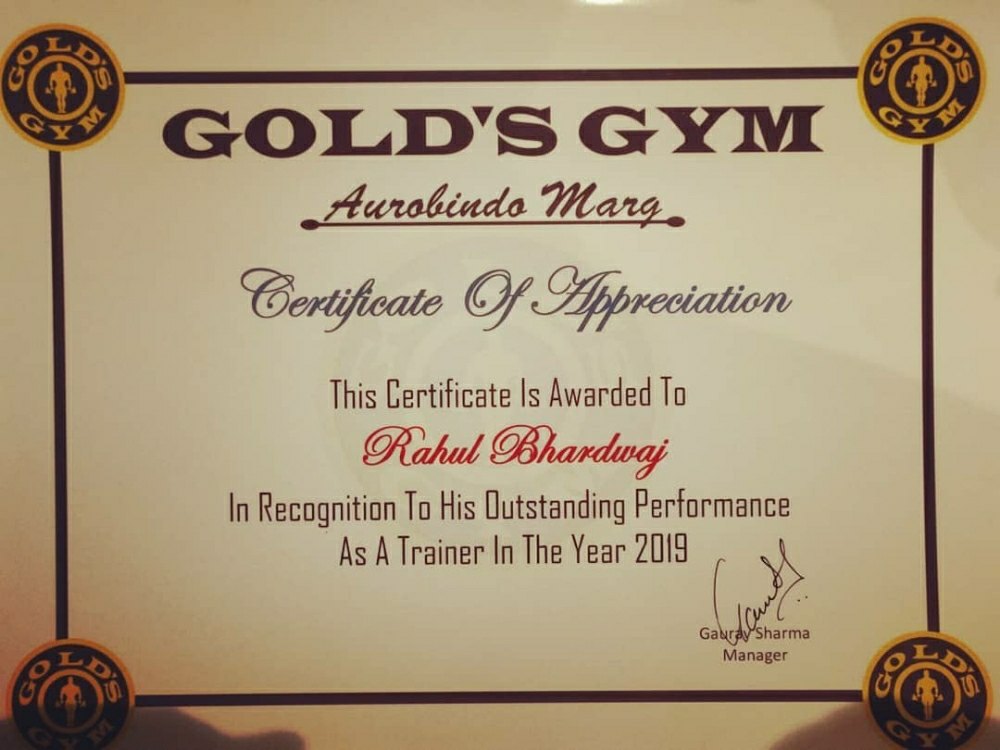 GOLD'S GYM
GOLD'S GYM
GOLD'S GYM
Aurobindo Marg
Certificate Of Appreciation
This Certificate Is Awarded To
Rahul Bhardwaj
In Recognition To His Outstanding Performance
As A Trainer In The Year 2019
Gaurav Sharma
Manager
GOLD'S GYM
GOLD'S GYM